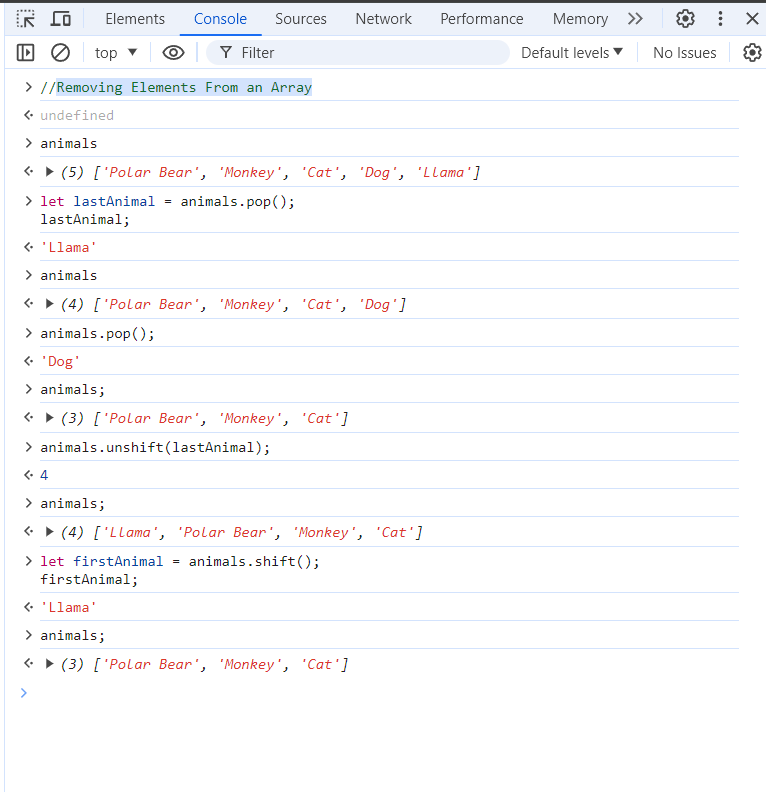 Elements Console Sources Network Performance Memory
top Filter Default levels No Issues
//Removing Elements From an Array
undefined
animals
(5) ['Polar Bear', 'Monkey', 'Cat', 'Dog', 'Llama']
let lastAnimal = animals.pop();
lastAnimal;
'Llama'
animals
(4) ['Polar Bear', 'Monkey', 'Cat', 'Dog']
animals.pop();
'Dog'
animals;
(3) ['Polar Bear', 'Monkey', 'Cat']
animals.unshift(lastAnimal);
4
animals;
(4) ['Llama', 'Polar Bear', 'Monkey', 'Cat']
let firstAnimal = animals.shift();
firstAnimal;
'Llama'
animals;
(3) ['Polar Bear', 'Monkey', 'Cat']